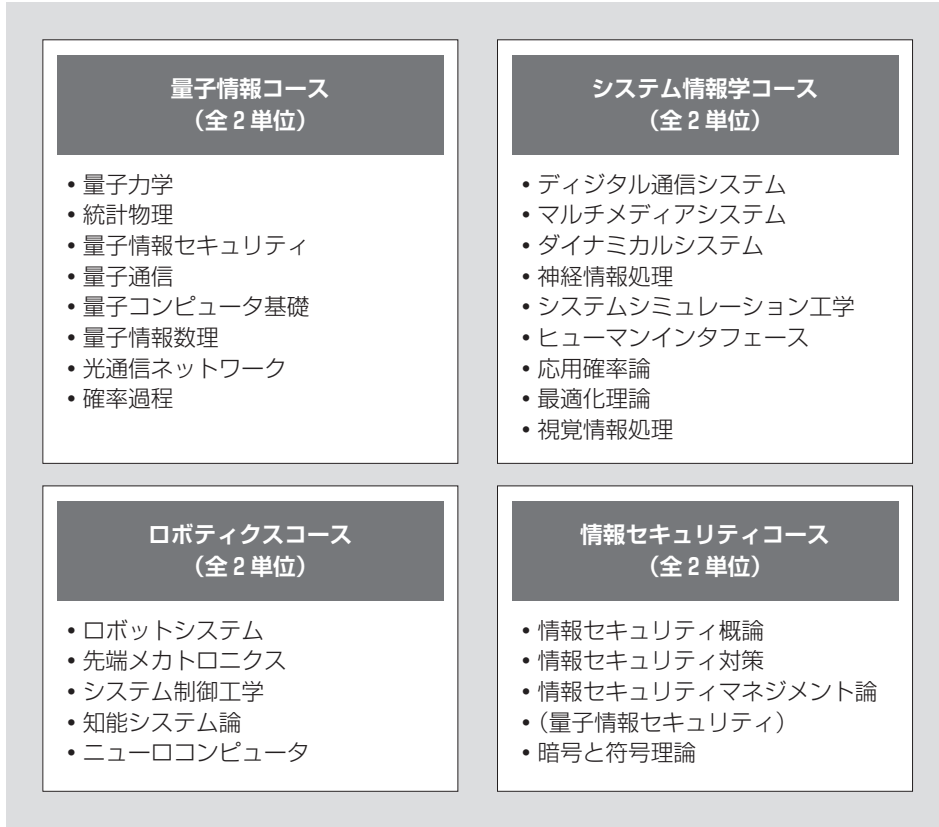 量子情報コース
（全2単位）
•量子力学
•統計物理
•量子情報セキュリティ
•量子通信
•量子コンピュータ基礎
•量子情報数理
•光通信ネットワーク
•確率過程
システム情報学コース
（全2単位）
•ディジタル通信システム
•マルチメディアシステム
•ダイナミカルシステム
•神経情報処理
•システムシミュレーション工学
•ヒューマンインタフェース
•応用確率論
•最適化理論
•視覚情報処理
ロボティクスコース
（全2単位）
•ロボットシステム
•先端メカトロニクス
•システム制御工学
•知能システム論
•ニューロコンピュータ
情報セキュリティコース
（全2単位）
•情報セキュリティ概論
•情報セキュリティ対策
•情報セキュリティマネジメント論
•（量子情報セキュリティ）
•暗号と符号理論